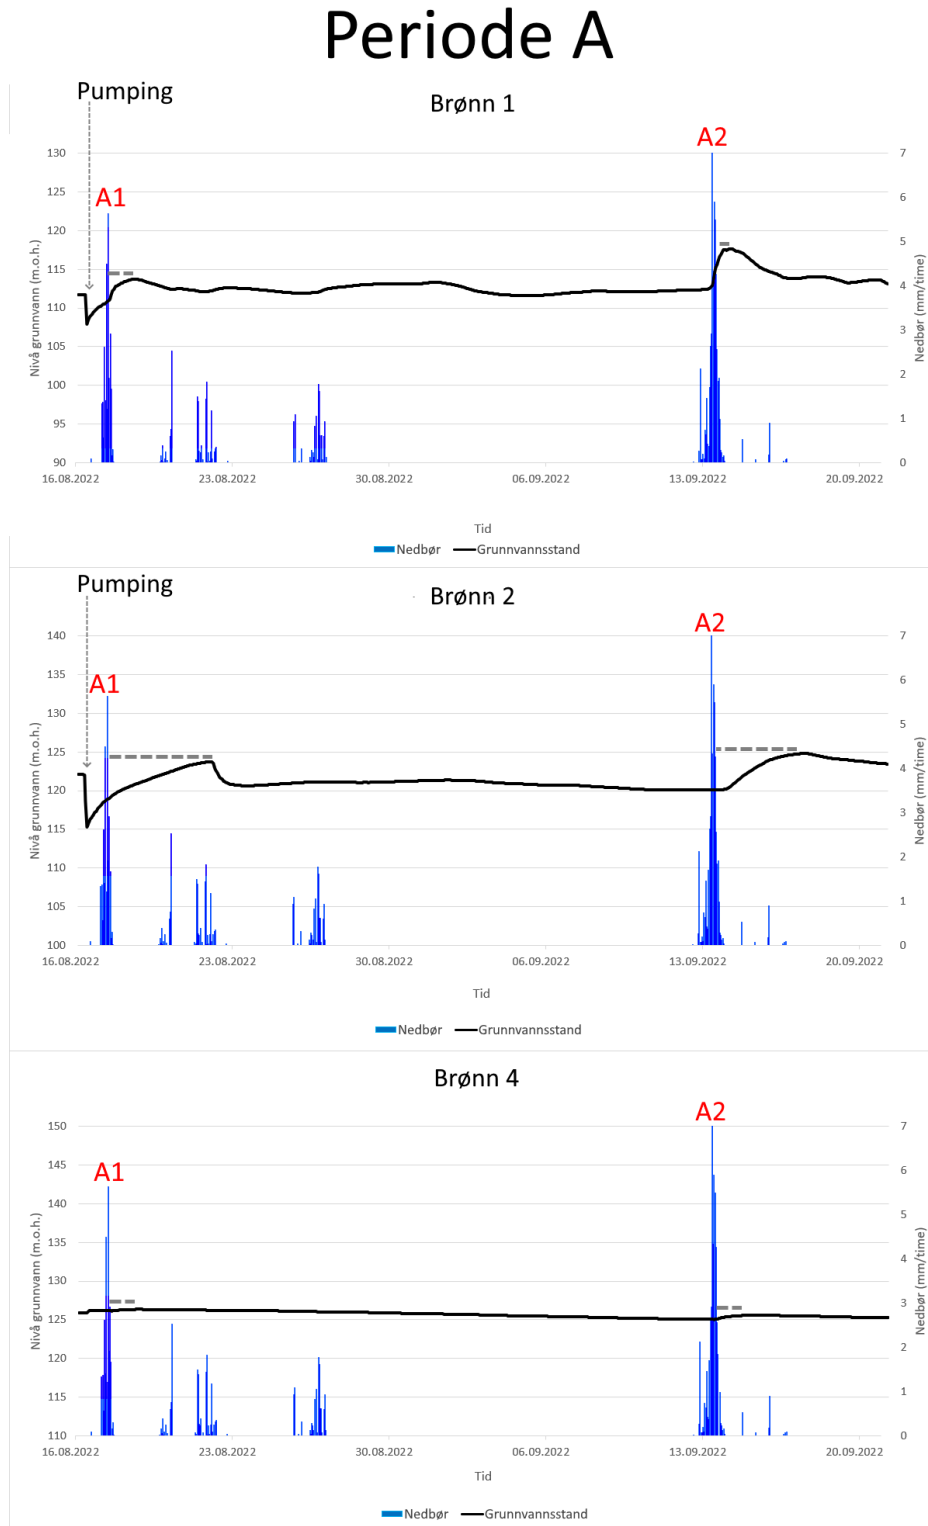 Periode A
Pumping
Brønn 1
A1
A2
130
125
120
115
110
105
100
95
90
7
6
5
4
3
2
1
0
Nivå grunnvann (m.o.h.)
Nedbør (mm/time)
16.08.2022 23.08.2022 30.08.2022 06.09.2022 13.09.2022 20.09.2022
Tid
Nedbør Grunnvannsstand
Pumping
Brønn 2
A1
A2
140
135
130
125
120
115
110
105
100
7
6
5
4
3
2
1
0
Nivå grunnvann (m.o.h.)
Nedbør (mm/time)
16.08.2022 23.08.2022 30.08.2022 06.09.2022 13.09.2022 20.09.2022
Tid
Nedbør Grunnvannsstand
Brønn 4
A1
A2
150
145
140
135
130
125
120
115
110
7
6
5
4
3
2
1
0
Nivå grunnvann (m.o.h.)
Nedbør (mm/time)
16.08.2022 23.08.2022 30.08.2022 06.09.2022 13.09.2022 20.09.2022
Tid
Nedbør Grunnvannsstand